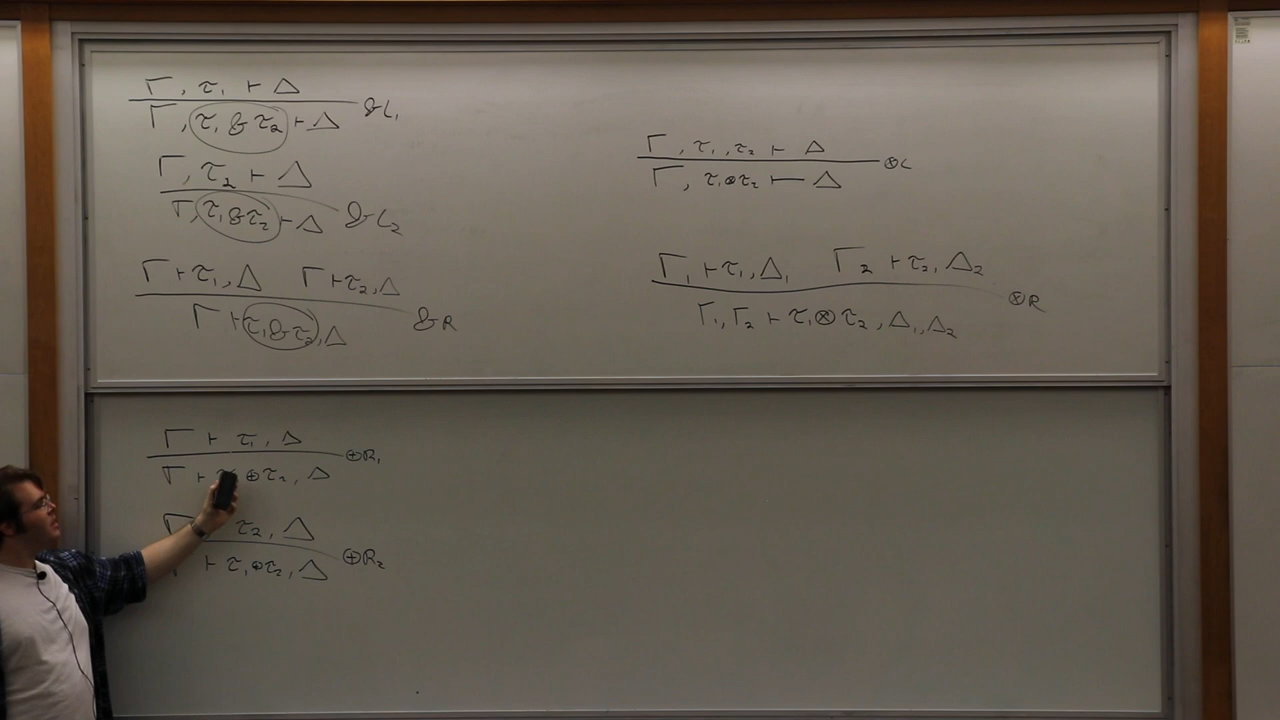 Γ, τ₁ ⊢ Δ
Γ, τ₁ & τ₂ ⊢ Δ &L₁
Γ, τ₂ ⊢ Δ
Γ, τ₁ & τ₂ ⊢ Δ &L₂
Γ ⊢ τ₁, Δ Γ ⊢ τ₂, Δ
Γ ⊢ τ₁ & τ₂, Δ &R
Γ, τ₁, τ₂ ⊢ Δ
Γ, τ₁ ⊗ τ₂ ⊢ Δ ⊗L
Γ₁ ⊢ τ₁, Δ₁ Γ₂ ⊢ τ₂, Δ₂
Γ₁, Γ₂ ⊢ τ₁ ⊗ τ₂, Δ₁, Δ₂ ⊗R
Γ ⊢ τ₁, Δ
Γ ⊢ ⊕ τ₂, Δ ⊕R₁
Γ τ₂, Δ
⊢ τ₁ ⊕ τ₂, Δ ⊕R₂